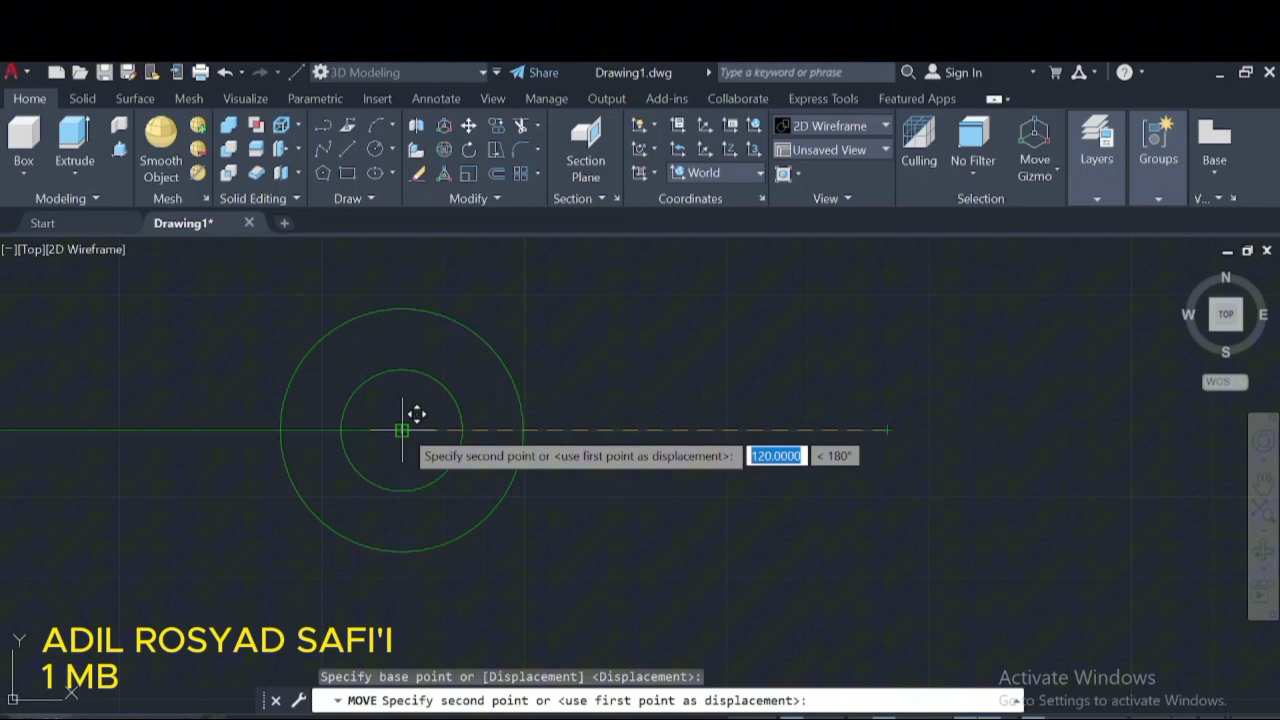 3D Modeling
Share
Drawing1.dwg
Type a keyword or phrase
Sign In
Home Solid Surface Mesh Visualize Parametric Insert Annotate View Manage Output Add-ins Collaborate Express Tools Featured Apps
Box
Extrude
Smooth
Object
Section
Plane
World
2D Wireframe
Unsaved View
Culling
No Filter
Move
Gizmo
Layers
Groups
Base
Modeling Mesh Solid Editing Draw Modify Section Coordinates View Selection V...
Start
Drawing1*
[−][Top][2D Wireframe]
N
W TOP E
S
WCS
Specify second point or <use first point as displacement>: 120.0000 < 180°
Y
X
ADIL ROSYAD SAFI'I
1 MB
Specify base point or [Displacement] <Displacement>:
MOVE Specify second point or <use first point as displacement>:
Activate Windows
Go to Settings to activate Windows.